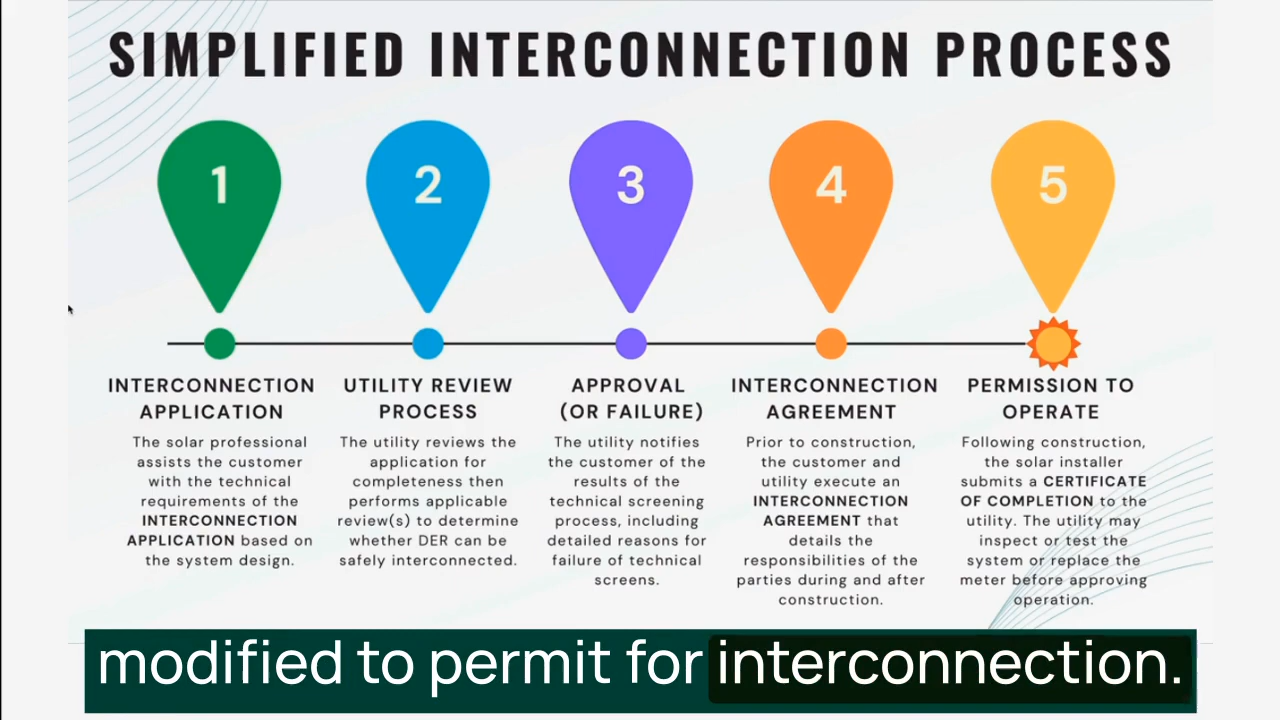 SIMPLIFIED INTERCONNECTION PROCESS
1
2
3
4
5
INTERCONNECTION
APPLICATION
The solar professional
assists the customer
with the technical
requirements of the
INTERCONNECTION
APPLICATION based on
the system design.
UTILITY REVIEW
PROCESS
The utility reviews the
application for
completeness then
performs applicable
review(s) to determine
whether DER can be
safely interconnected.
APPROVAL
(OR FAILURE)
The utility notifies
the customer of the
results of the
technical screening
process, including
detailed reasons for
failure of technical
screens.
INTERCONNECTION
AGREEMENT
Prior to construction,
the customer and
utility execute an
INTERCONNECTION
AGREEMENT that
details the
responsibilities of the
parties during and after
construction.
PERMISSION TO
OPERATE
Following construction,
the solar installer
submits a CERTIFICATE
OF COMPLETION to the
utility. The utility may
inspect or test the
system or replace the
meter before approving
operation.
modified to permit for interconnection.